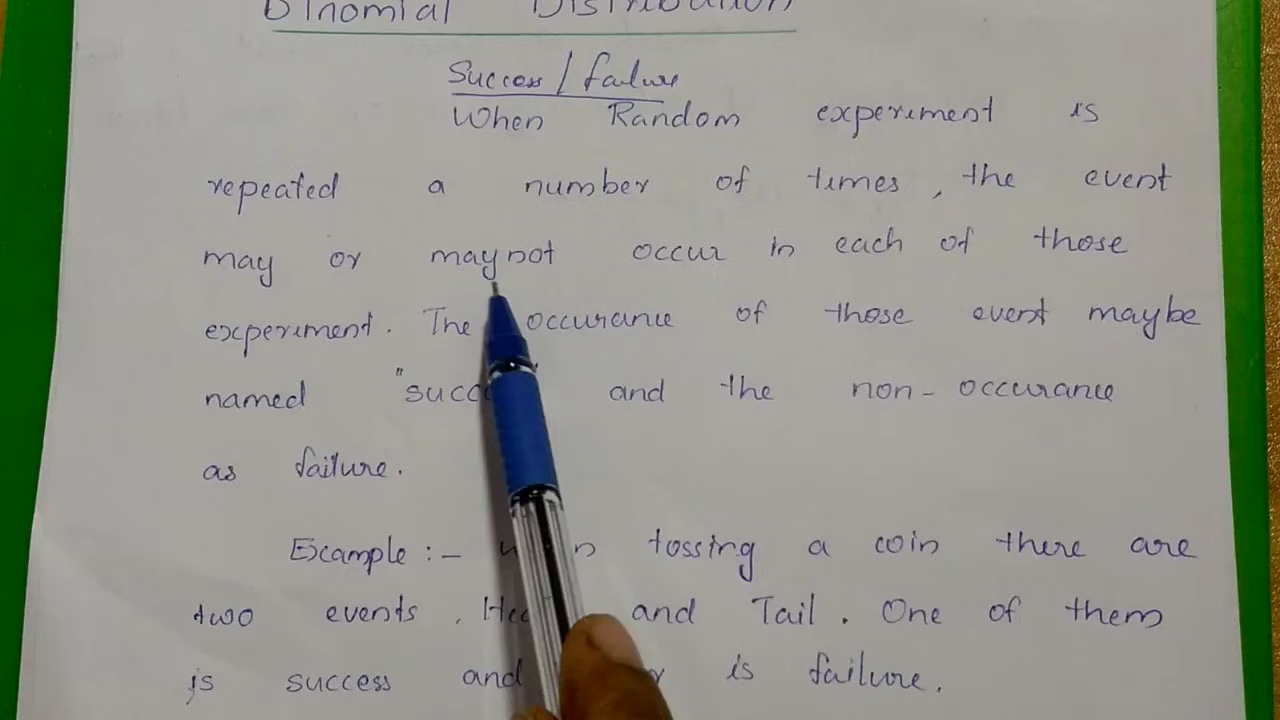 Binomial Distribution
Success / failure
When Random experiment is
repeated a number of times, the event
may or maynot occur in each of those
experiment. The occurance of those event maybe
named "succ and the non-occurance
as failure.
Example :- tossing a coin there are
two events. and Tail. One of them
is success and is failure.